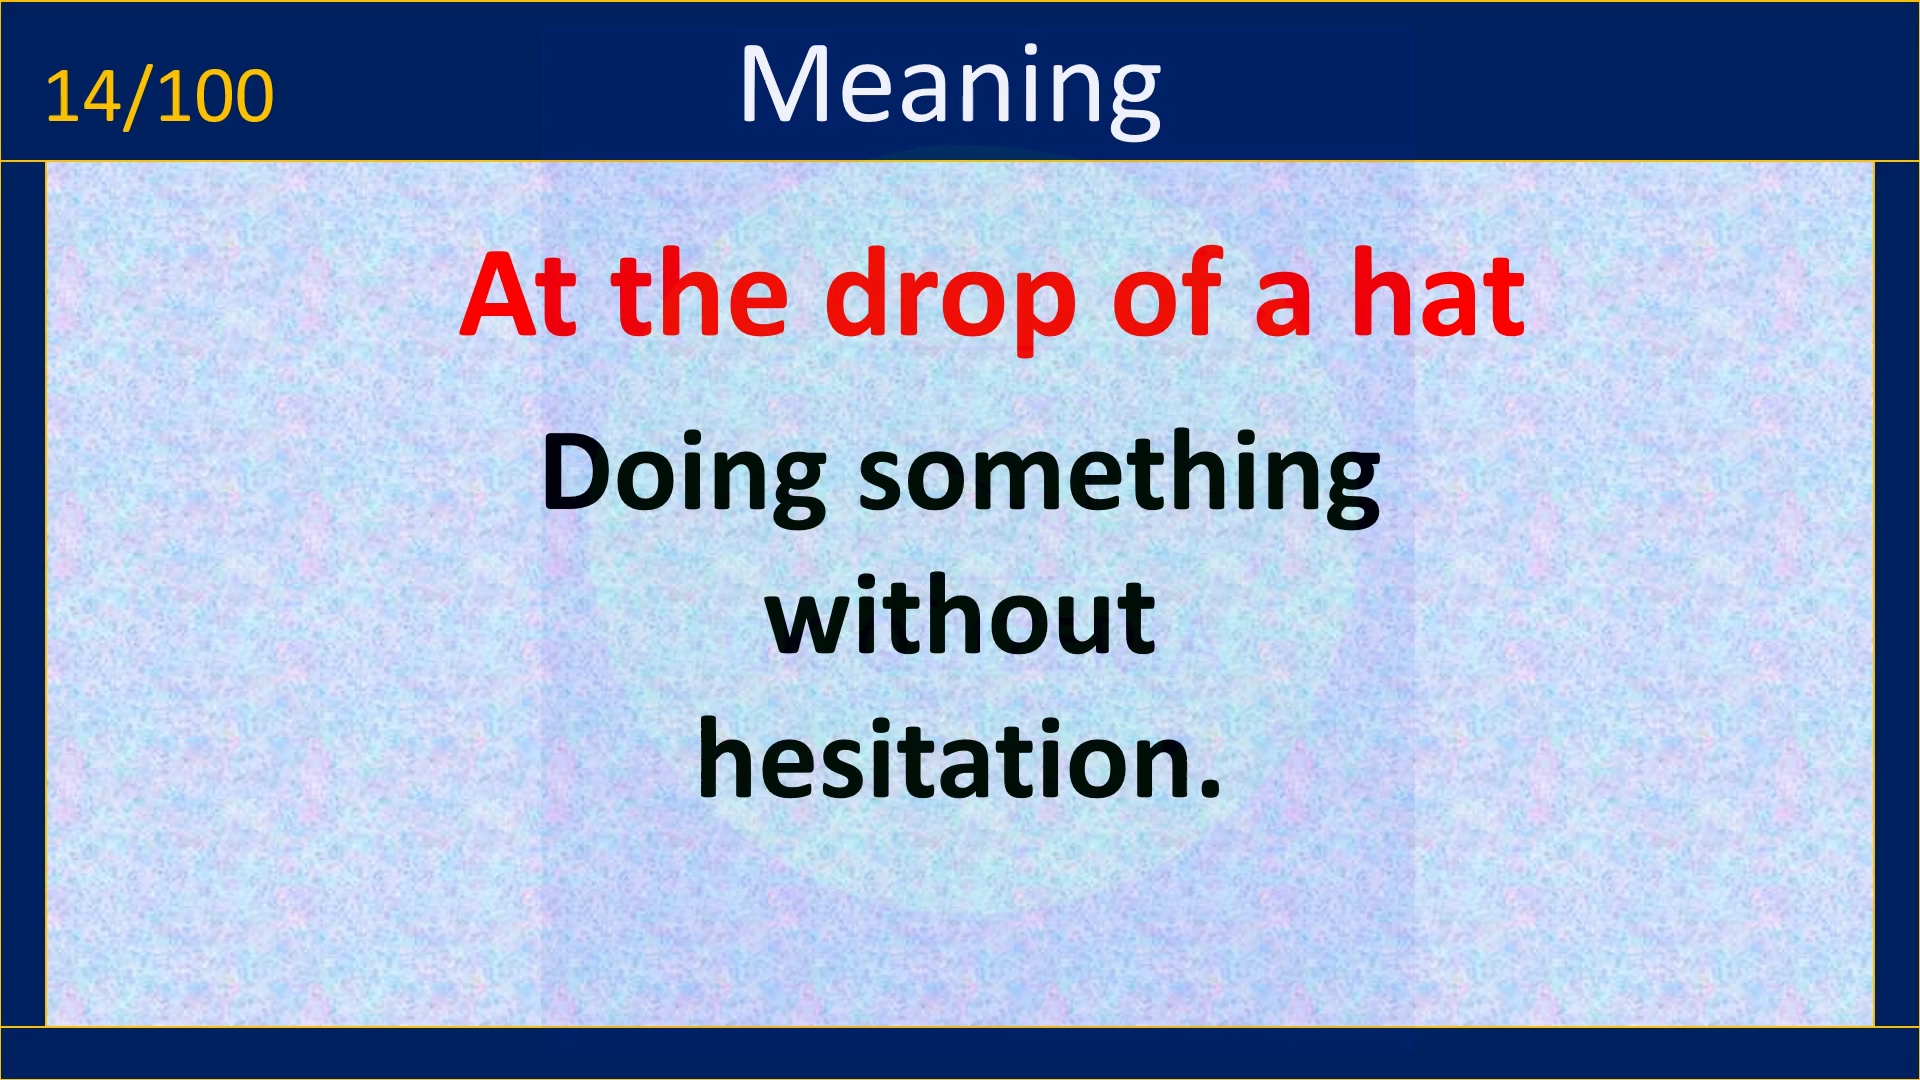 14/100
Meaning
At the drop of a hat
Doing something
without
hesitation.